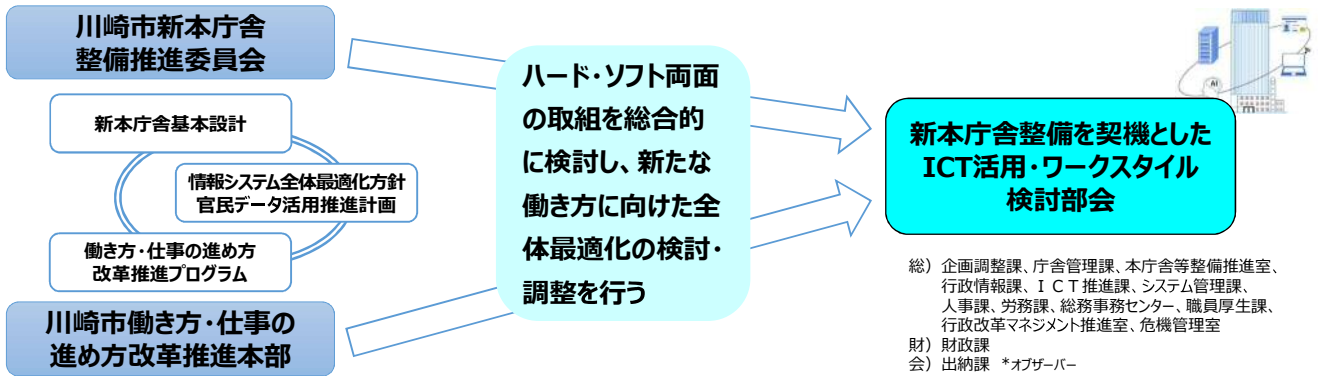 川崎市新本庁舎
整備推進委員会
新本庁舎基本設計
情報システム全体最適化方針
官民データ活用推進計画
働き方・仕事の進め方
改革推進プログラム
川崎市働き方・仕事の
進め方改革推進本部
ハード・ソフト両面
の取組を総合的
に検討し、新たな
働き方に向けた全
体最適化の検討・
調整を行う
AI
新本庁舎整備を契機とした
ICT活用・ワークスタイル
検討部会
総）企画調整課、庁舎管理課、本庁舎等整備推進室、
行政情報課、ＩＣＴ推進課、システム管理課、
人事課、労務課、総務事務センター、職員厚生課、
行政改革マネジメント推進室、危機管理室
財）財政課
会）出納課 *オブザーバー